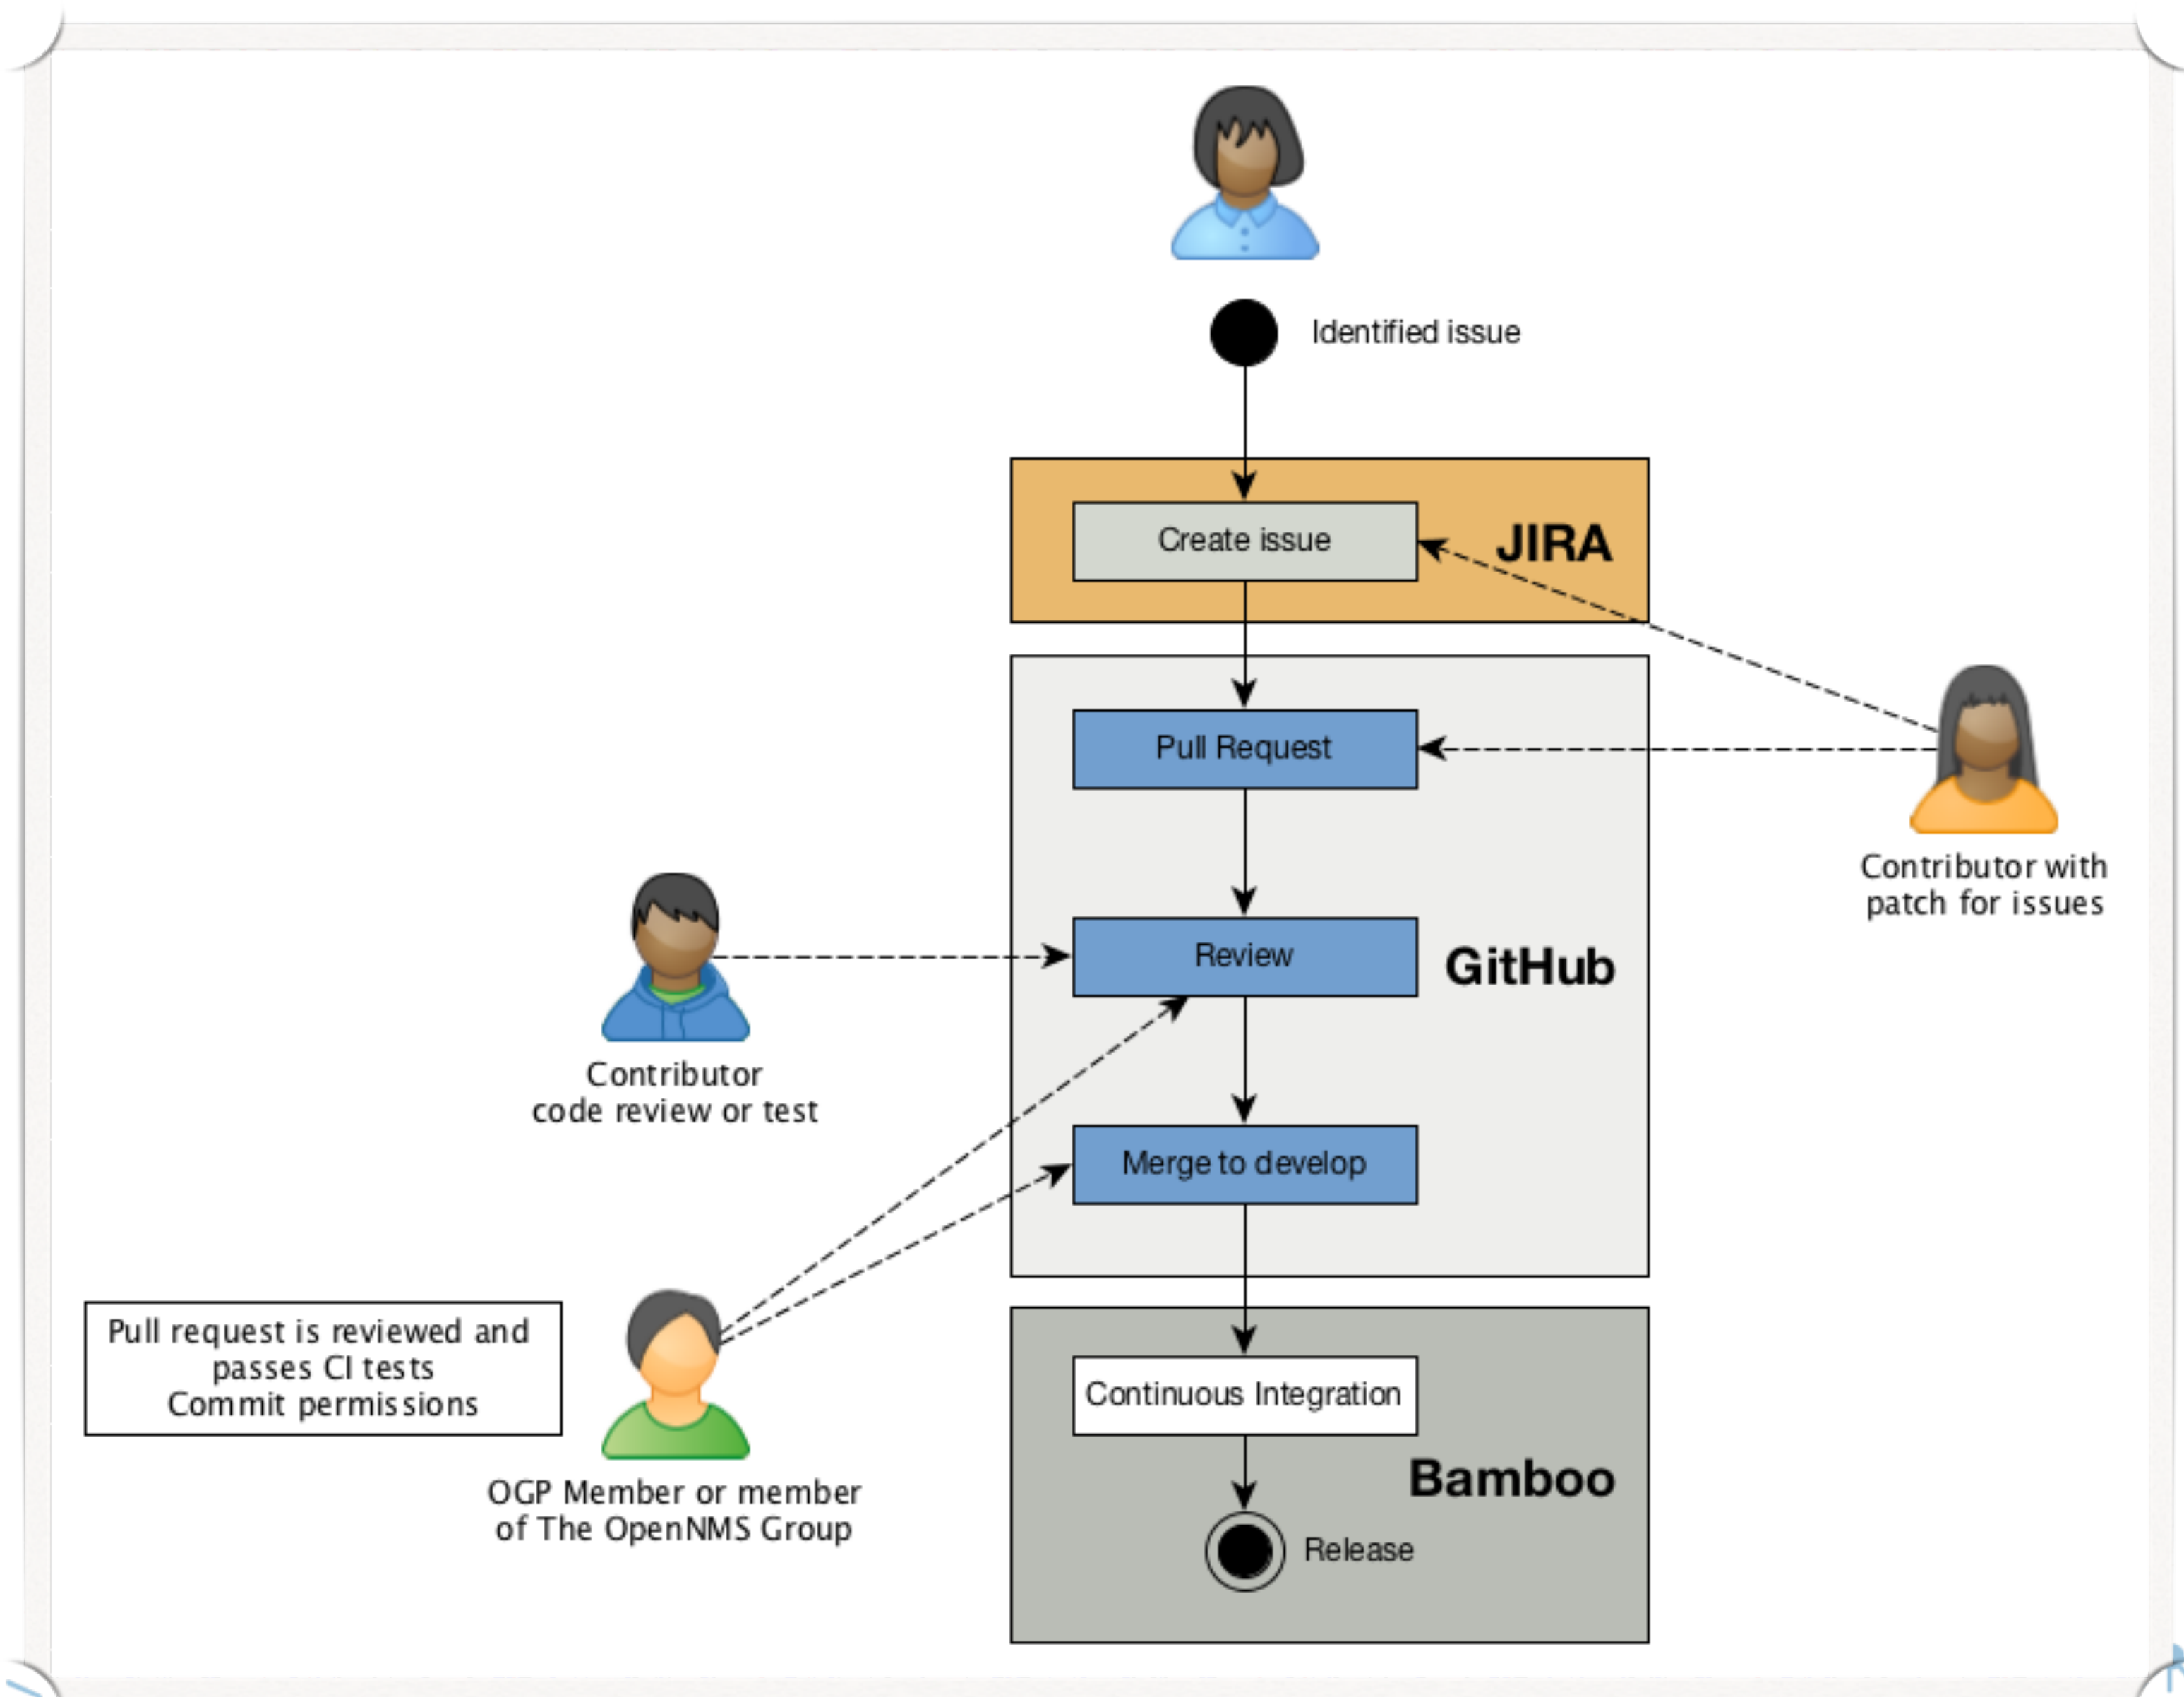 Identified issue
Create issue
JIRA
Pull Request
Contributor with
patch for issues
Review
GitHub
Contributor
code review or test
Merge to develop
Pull request is reviewed and
passes CI tests
Commit permissions
OGP Member or member
of The OpenNMS Group
Continuous Integration
Bamboo
Release